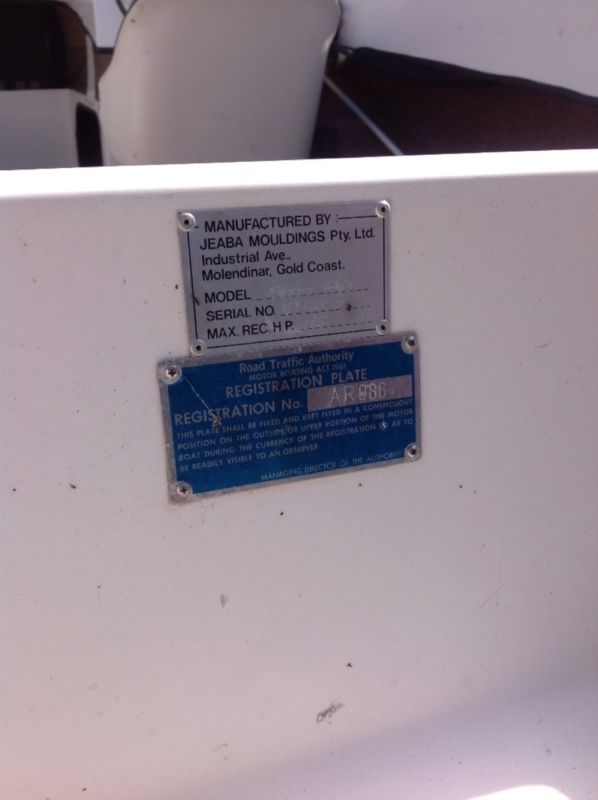 MANUFACTURED BY :
JEABA MOULDINGS Pty. Ltd.
Industrial Ave.,
Molendinar, Gold Coast.
MODEL
SERIAL NO.
MAX. REC. H.P.
Road Traffic Authority
MOTOR BOATING ACT 1961
REGISTRATION PLATE
REGISTRATION No. AR986
THIS PLATE SHALL BE FIXED AND KEPT FIXED IN A CONSPICUOUS
POSITION ON THE OUTSIDE OR UPPER PORTION OF THE MOTOR
BOAT DURING THE CURRENCY OF THE REGISTRATION SO AS TO
BE READILY VISIBLE TO AN OBSERVER.
MANAGING DIRECTOR OF THE AUTHORITY